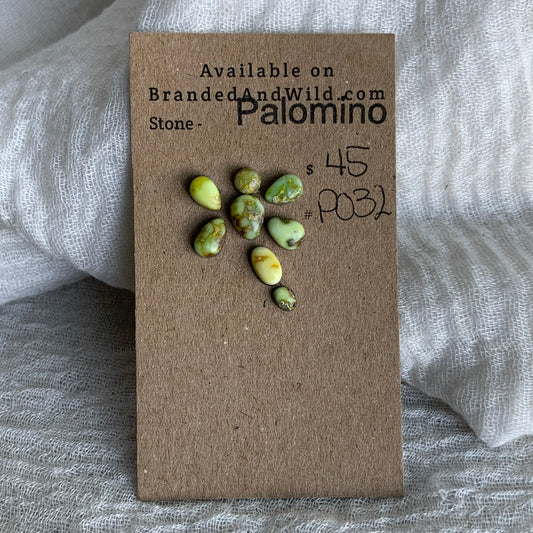 Available on
BrandedAndWild.com
Stone - Palomino
$ 45
# P032